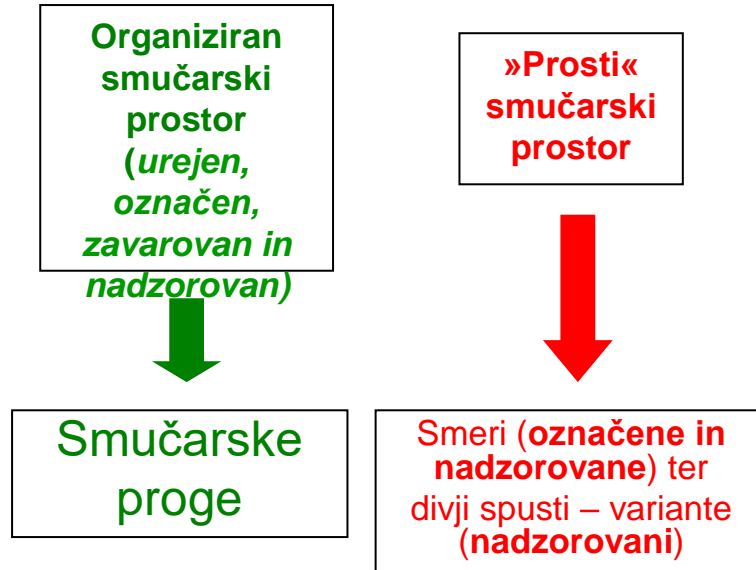 Organiziran
smučarski
prostor
(urejen,
označen,
zavarovan in
nadzorovan)
»Prosti«
smučarski
prostor
Smučarske
proge
Smeri (označene in
nadzorovane) ter
divji spusti – variante
(nadzorovani)